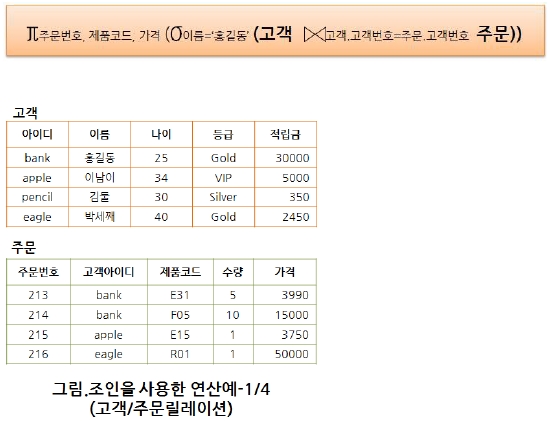 π주문번호, 제품코드, 가격 (σ이름=‘홍길동’ (고객 ⋈고객.고객번호=주문.고객번호 주문))
고객
아이디 이름 나이 등급 적립금
bank 홍길동 25 Gold 30000
apple 이남이 34 VIP 5000
pencil 김둘 30 Silver 350
eagle 박세째 40 Gold 2450
주문
주문번호 고객아이디 제품코드 수량 가격
213 bank E31 5 3990
214 bank F05 10 15000
215 apple E15 1 3750
216 eagle R01 1 50000
그림.조인을 사용한 연산예-1/4
(고객/주문릴레이션)